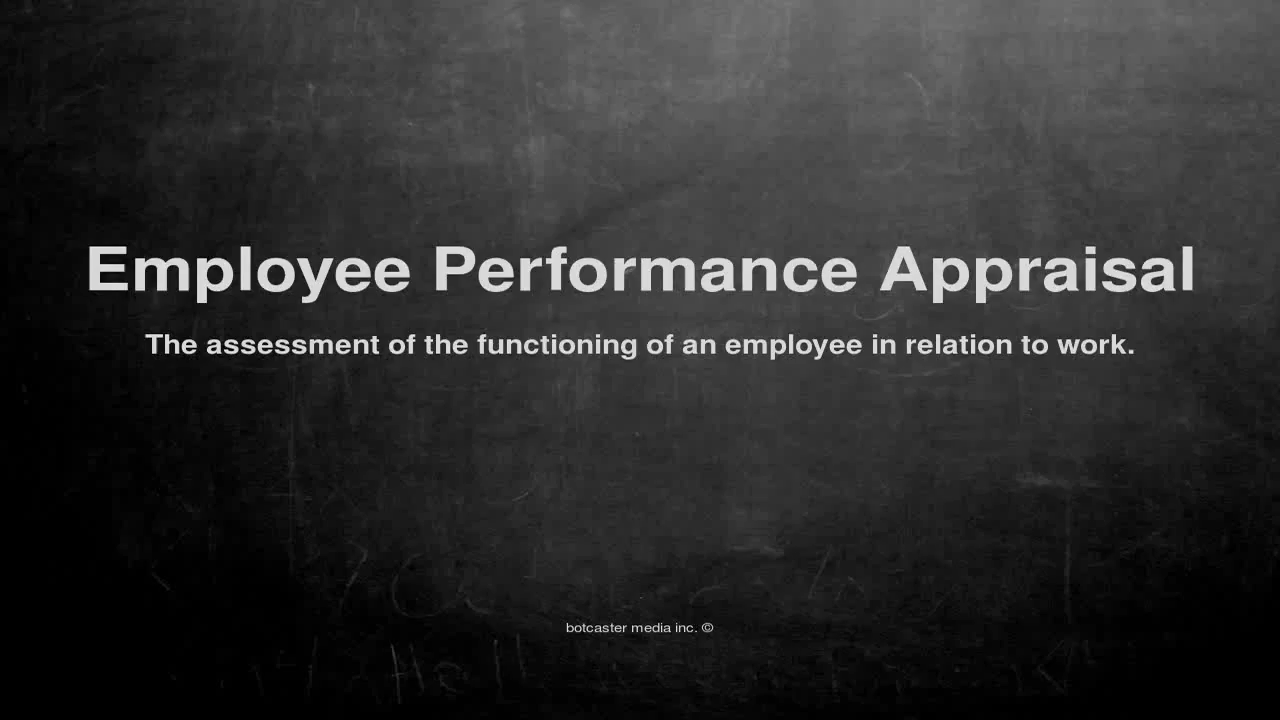 Employee Performance Appraisal
The assessment of the functioning of an employee in relation to work.
botcaster media inc. ©